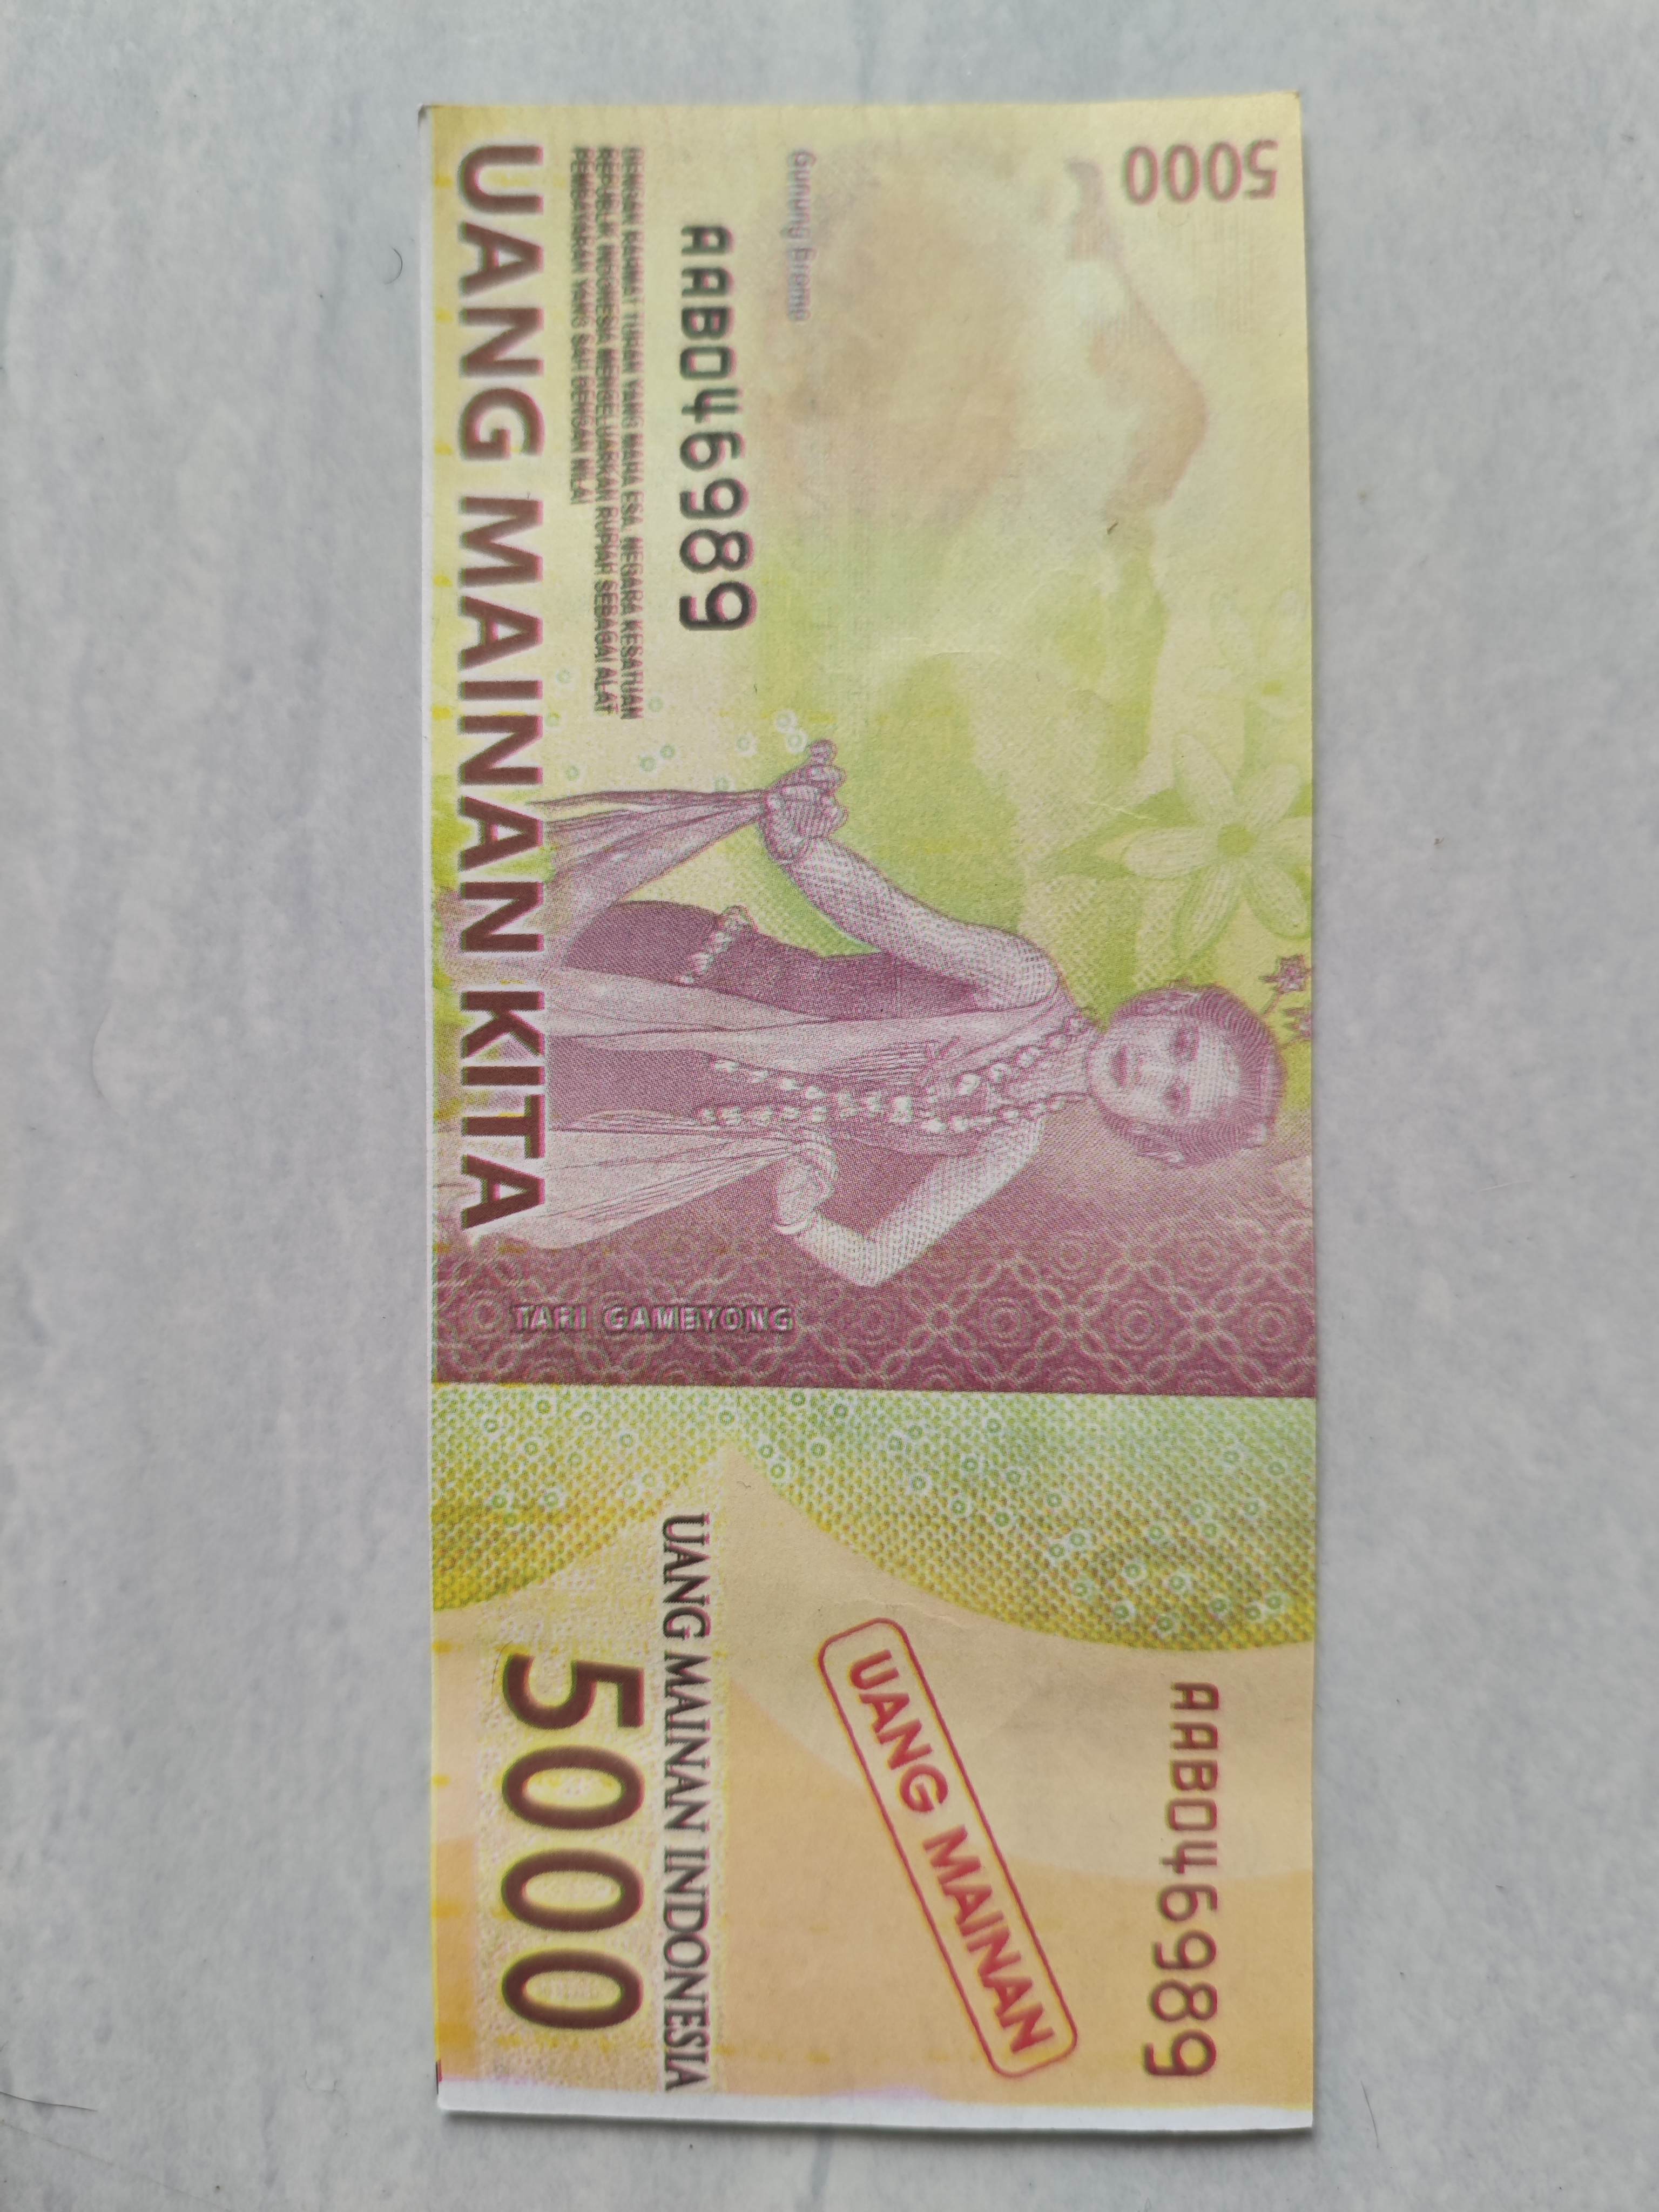 5000
Gunung Bromo
AAB046989
DENGAN RAHMAT TUHAN YANG MAHA ESA, NEGARA KESATUAN
REPUBLIK INDONESIA MENGELUARKAN RUPIAH SEBAGAI ALAT
PEMBAYARAN YANG SAH DENGAN NILAI
UANG MAINAN KITA
TARI GAMBYONG
AAB046989
UANG MAINAN
UANG MAINAN INDONESIA
5000